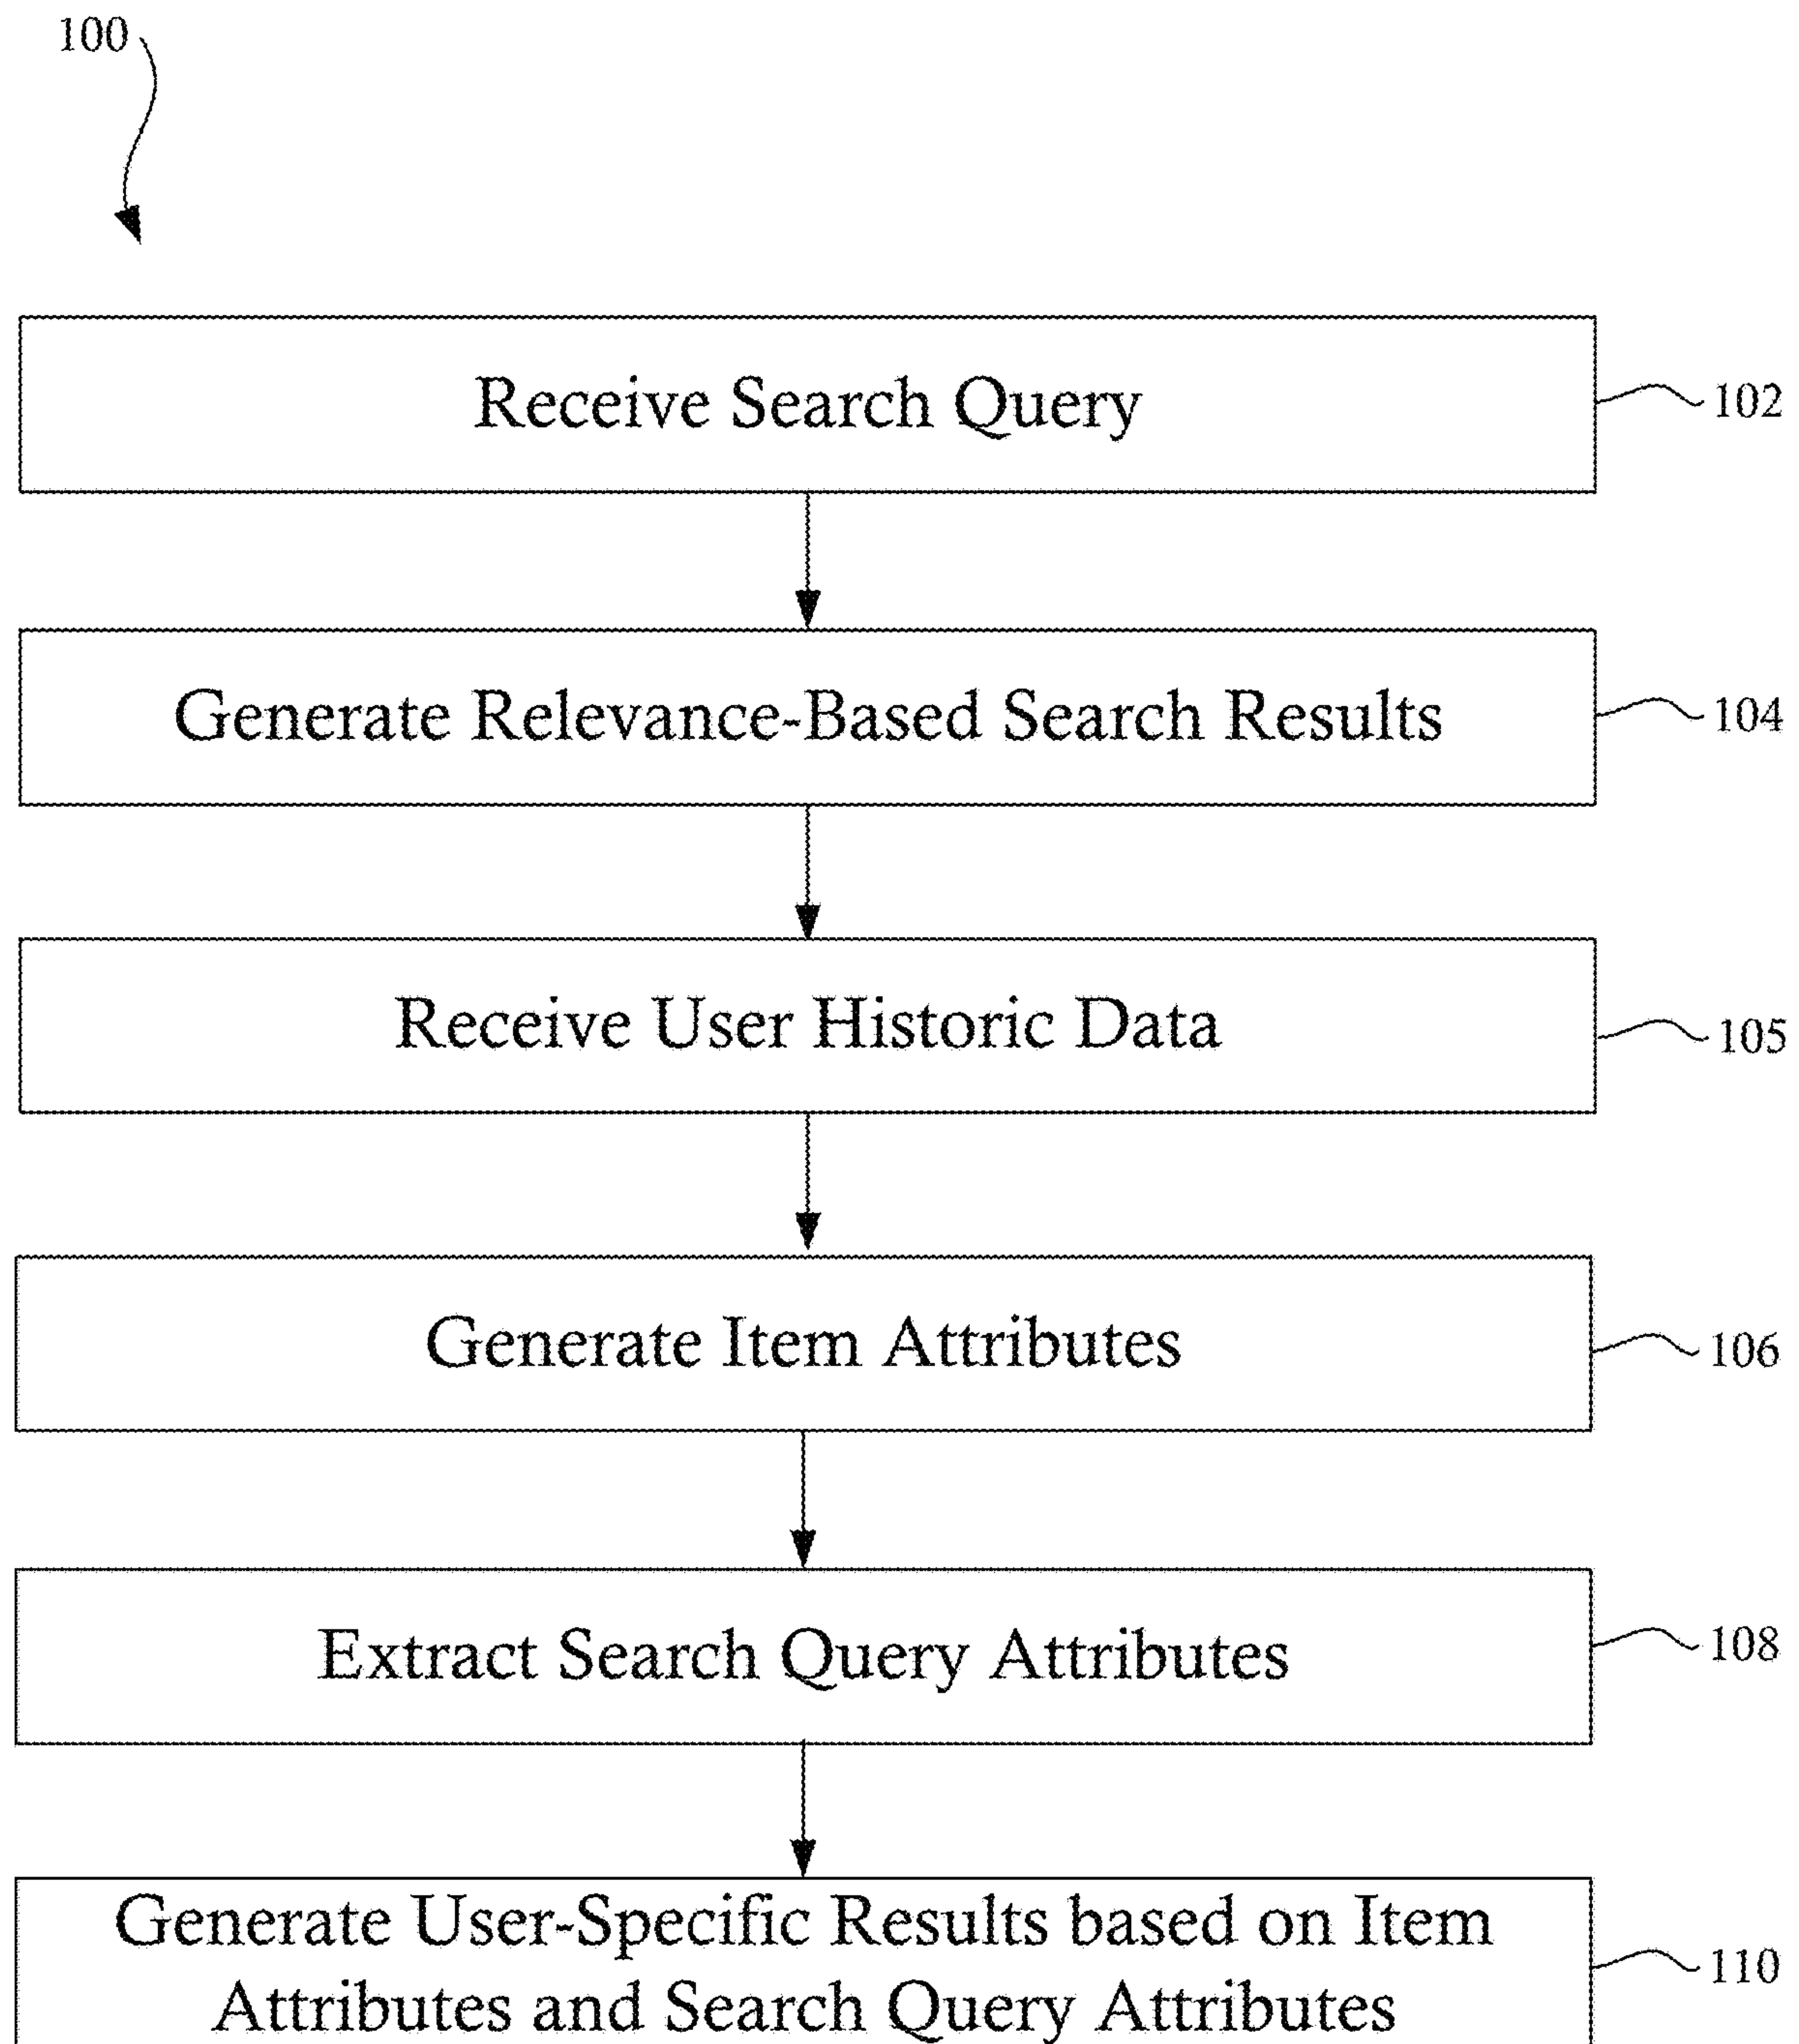 100
Receive Search Query
102
Generate Relevance-Based Search Results
104
Receive User Historic Data
105
Generate Item Attributes
106
Extract Search Query Attributes
108
Generate User-Specific Results based on Item
Attributes and Search Query Attributes
110